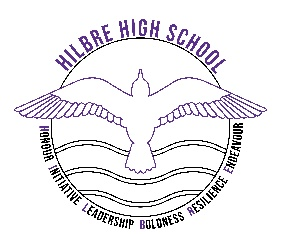 HILBRE HIGH SCHOOL
HONOUR INITIATIVE LEADERSHIP BOLDNESS RESILIENCE ENDEAVOUR